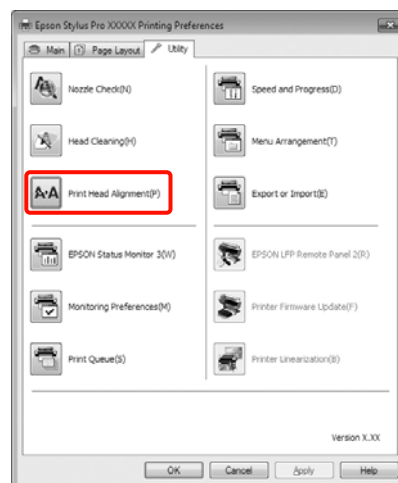 Epson Stylus Pro XXXXX Printing Preferences
Main Page Layout Utility
Nozzle Check(N)
Speed and Progress(D)
Head Cleaning(H)
Menu Arrangement(T)
A A Print Head Alignment(P)
Export or Import(E)
EPSON Status Monitor 3(W)
EPSON LFP Remote Panel 2(R)
Monitoring Preferences(M)
Printer Firmware Update(F)
Print Queue(S)
Printer Linearization(B)
Version X.XX
OK Cancel Apply Help